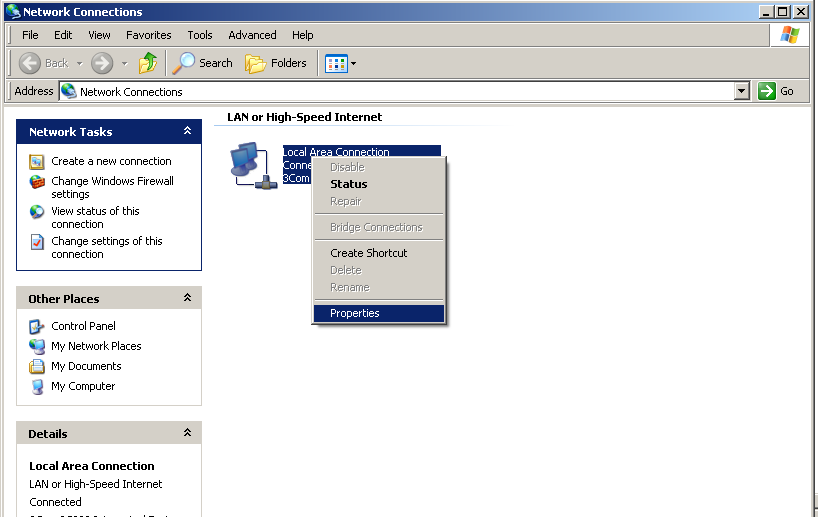 Network Connections
File Edit View Favorites Tools Advanced Help
Back Search Folders
Address Network Connections Go
Network Tasks
Create a new connection
Change Windows Firewall
settings
View status of this
connection
Change settings of this
connection
Other Places
Control Panel
My Network Places
My Documents
My Computer
Details
Local Area Connection
LAN or High-Speed Internet
Connected
LAN or High-Speed Internet
Local Area Connection
Conne
3Com
Disable
Status
Repair
Bridge Connections
Create Shortcut
Delete
Rename
Properties